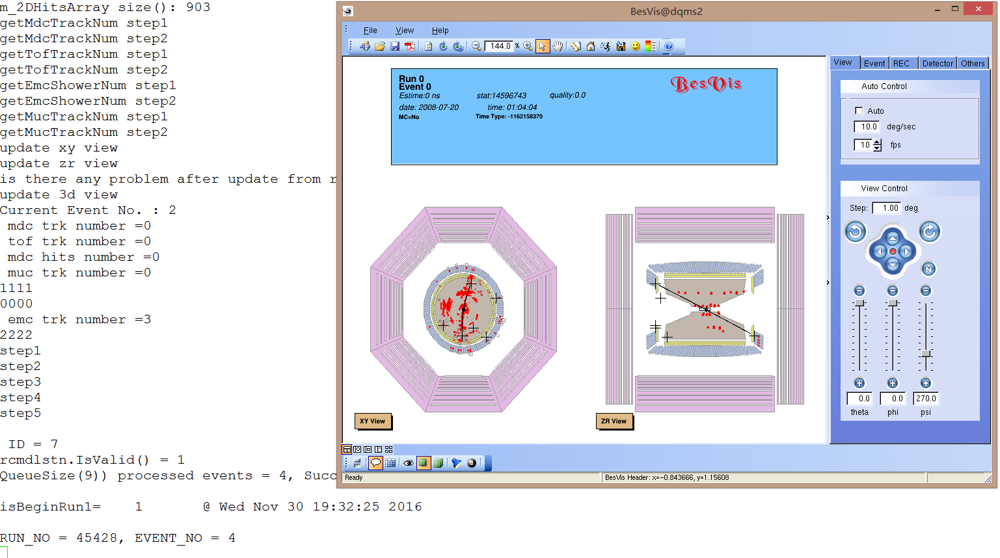 m_2DHitsArray size(): 903
getMdcTrackNum step1
getMdcTrackNum step2
getTofTrackNum step1
getTofTrackNum step2
getEmcShowerNum step1
getEmcShowerNum step2
getMucTrackNum step1
getMucTrackNum step2
update xy view
update zr view
is there any problem after update from r
update 3d view
Current Event No. : 2
mdc trk number =0
tof trk number =0
mdc hits number =0
muc trk number =0
1111
0000
emc trk number =3
2222
step1
step2
step3
step4
step5
ID = 7
rcmdlstn.IsValid() = 1
QueueSize(9)) processed events = 4, Succ
isBeginRun1= 1 @ Wed Nov 30 19:32:25 2016
RUN_NO = 45428, EVENT_NO = 4
BesVis@dqms2
File View Help
144.0 %
Run 0
Event 0
Estime:0 ns stat:14596743 quality:0.0
date: 2008-07-20 time: 01:04:04
MC=No Time Type: -1162158370
BesVis
XY View
ZR View
View Event REC Detector Others
Auto Control
Auto
10.0 deg/sec
10 fps
View Control
Step: 1.00 deg
N
0.0 0.0 270.0
theta phi psi
Ready
BesVis Header: x=-0.843666, y=1.15608